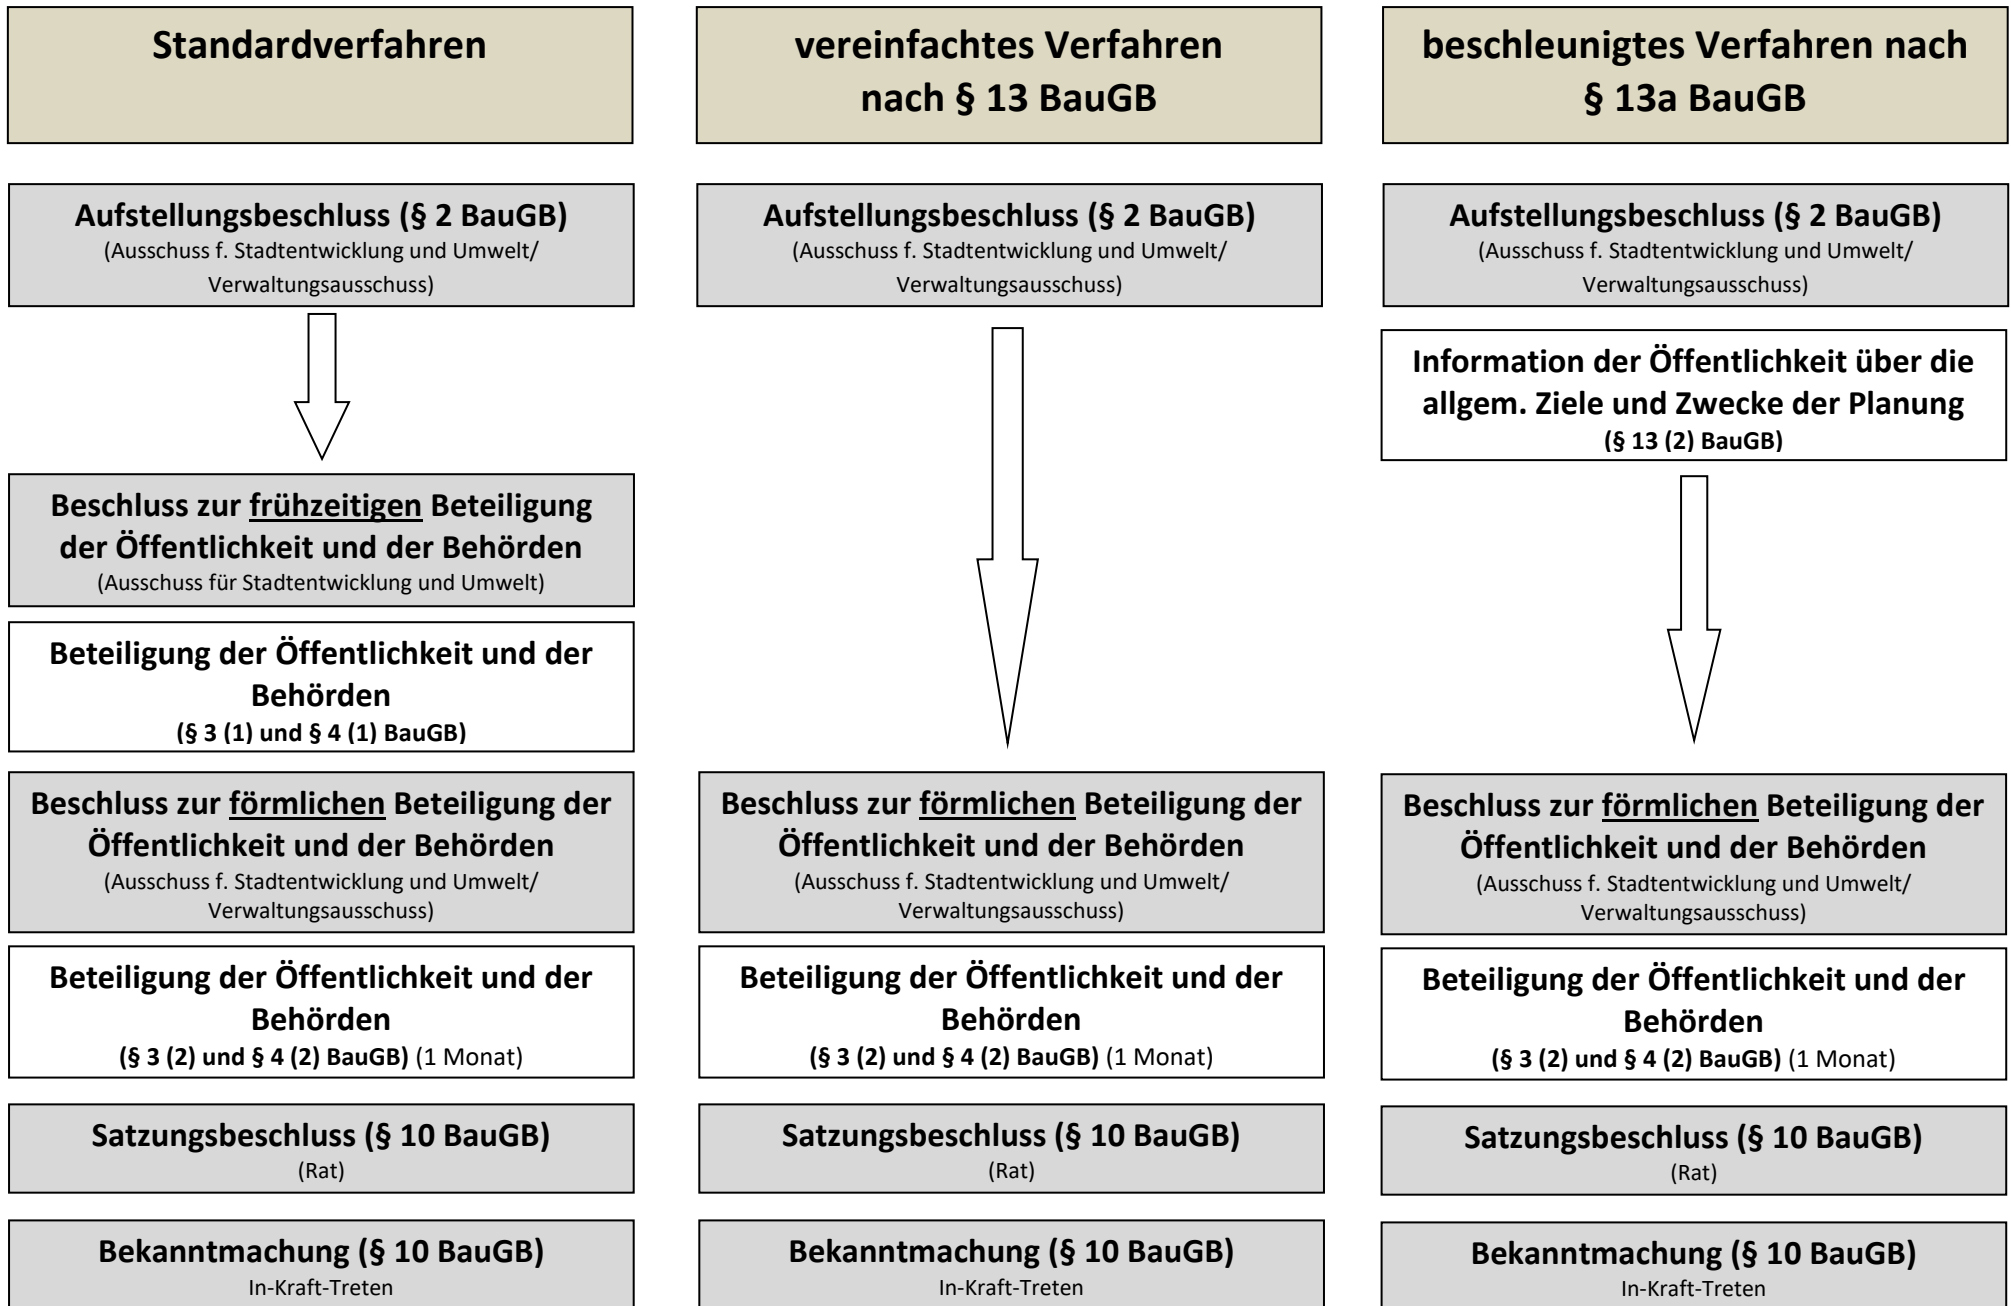 Standardverfahren
Aufstellungsbeschluss (§ 2 BauGB)
(Ausschuss f. Stadtentwicklung und Umwelt/
Verwaltungsausschuss)
Beschluss zur frühzeitigen Beteiligung
der Öffentlichkeit und der Behörden
(Ausschuss für Stadtentwicklung und Umwelt)
Beteiligung der Öffentlichkeit und der
Behörden
(§ 3 (1) und § 4 (1) BauGB)
Beschluss zur förmlichen Beteiligung der
Öffentlichkeit und der Behörden
(Ausschuss f. Stadtentwicklung und Umwelt/
Verwaltungsausschuss)
Beteiligung der Öffentlichkeit und der
Behörden
(§ 3 (2) und § 4 (2) BauGB) (1 Monat)
Satzungsbeschluss (§ 10 BauGB)
(Rat)
Bekanntmachung (§ 10 BauGB)
In-Kraft-Treten
vereinfachtes Verfahren
nach § 13 BauGB
Aufstellungsbeschluss (§ 2 BauGB)
(Ausschuss f. Stadtentwicklung und Umwelt/
Verwaltungsausschuss)
Beschluss zur förmlichen Beteiligung der
Öffentlichkeit und der Behörden
(Ausschuss f. Stadtentwicklung und Umwelt/
Verwaltungsausschuss)
Beteiligung der Öffentlichkeit und der
Behörden
(§ 3 (2) und § 4 (2) BauGB) (1 Monat)
Satzungsbeschluss (§ 10 BauGB)
(Rat)
Bekanntmachung (§ 10 BauGB)
In-Kraft-Treten
beschleunigtes Verfahren nach
§ 13a BauGB
Aufstellungsbeschluss (§ 2 BauGB)
(Ausschuss f. Stadtentwicklung und Umwelt/
Verwaltungsausschuss)
Information der Öffentlichkeit über die
allgem. Ziele und Zwecke der Planung
(§ 13 (2) BauGB)
Beschluss zur förmlichen Beteiligung der
Öffentlichkeit und der Behörden
(Ausschuss f. Stadtentwicklung und Umwelt/
Verwaltungsausschuss)
Beteiligung der Öffentlichkeit und der
Behörden
(§ 3 (2) und § 4 (2) BauGB) (1 Monat)
Satzungsbeschluss (§ 10 BauGB)
(Rat)
Bekanntmachung (§ 10 BauGB)
In-Kraft-Treten